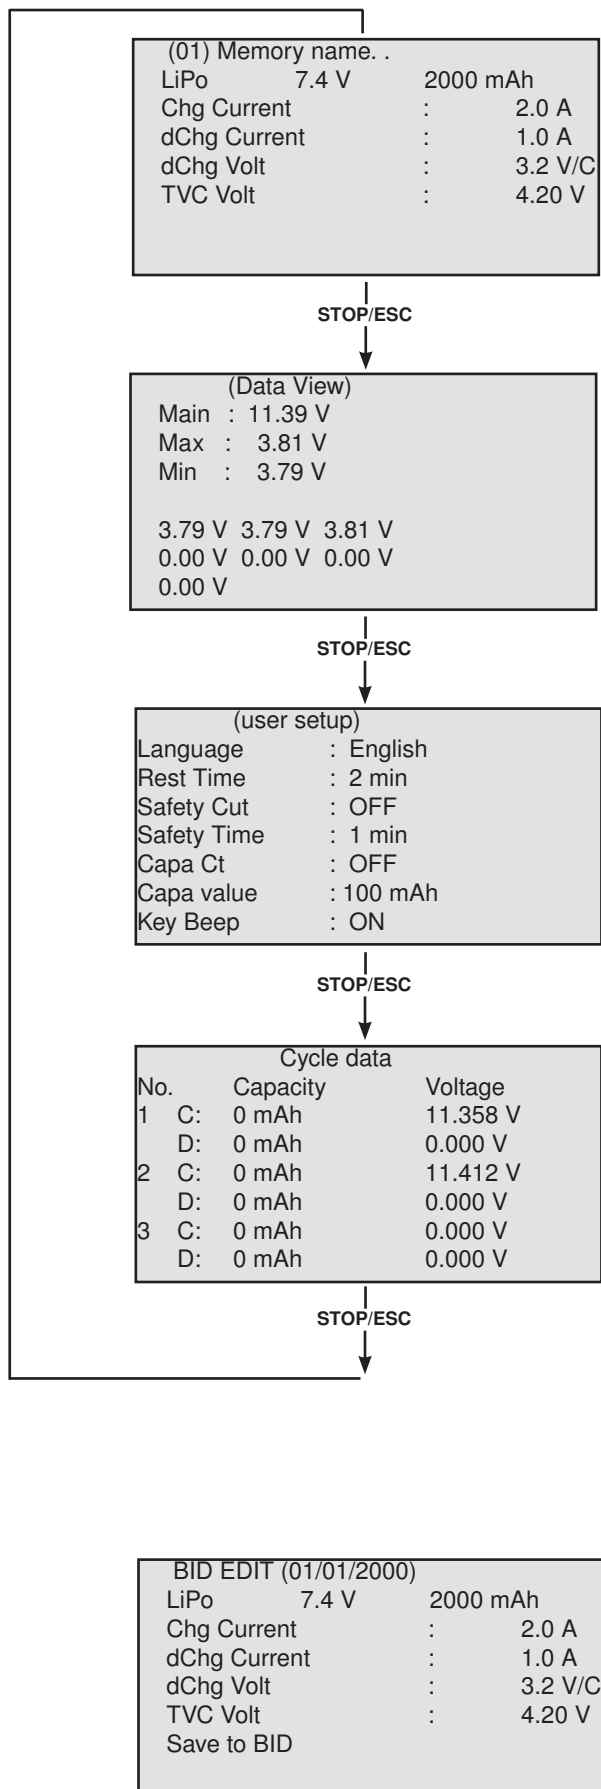 (01) Memory name. .
LiPo 7.4 V 2000 mAh
Chg Current : 2.0 A
dChg Current : 1.0 A
dChg Volt : 3.2 V/C
TVC Volt : 4.20 V
STOP/ESC
(Data View)
Main : 11.39 V
Max : 3.81 V
Min : 3.79 V
3.79 V 3.79 V 3.81 V
0.00 V 0.00 V 0.00 V
0.00 V
STOP/ESC
(user setup)
Language : English
Rest Time : 2 min
Safety Cut : OFF
Safety Time : 1 min
Capa Ct : OFF
Capa value : 100 mAh
Key Beep : ON
STOP/ESC
Cycle data
No. Capacity Voltage
1 C: 0 mAh 11.358 V
D: 0 mAh 0.000 V
2 C: 0 mAh 11.412 V
D: 0 mAh 0.000 V
3 C: 0 mAh 0.000 V
D: 0 mAh 0.000 V
STOP/ESC
BID EDIT (01/01/2000)
LiPo 7.4 V 2000 mAh
Chg Current : 2.0 A
dChg Current : 1.0 A
dChg Volt : 3.2 V/C
TVC Volt : 4.20 V
Save to BID